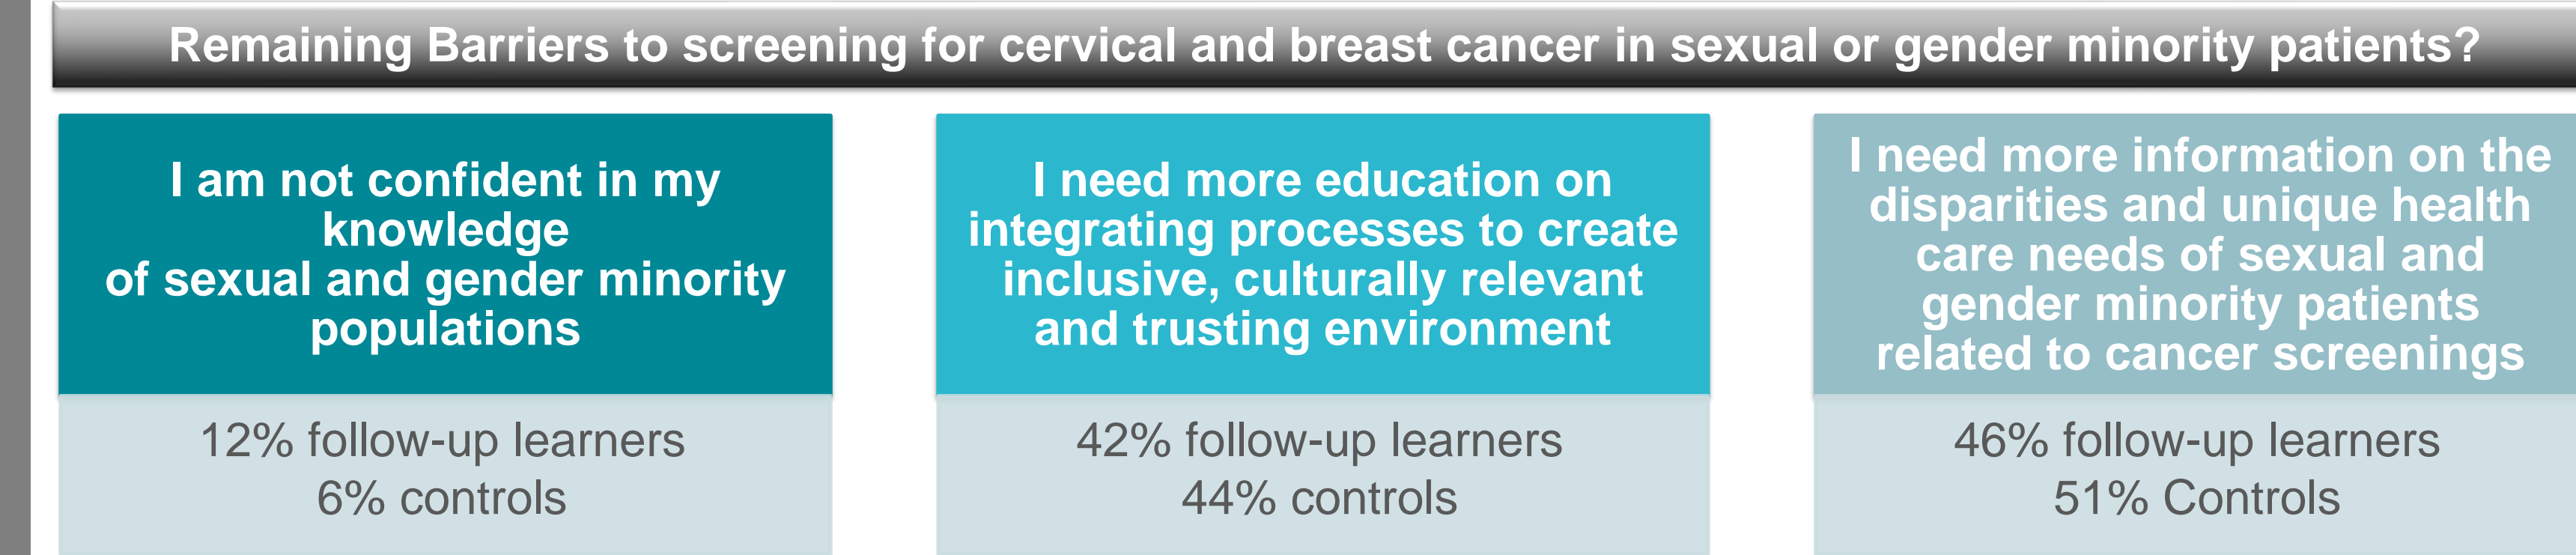 Remaining Barriers to screening for cervical and breast cancer in sexual or gender minority patients?
I am not confident in my
knowledge
of sexual and gender minority
populations
12% follow-up learners
6% controls
I need more education on
integrating processes to create
inclusive, culturally relevant
and trusting environment
42% follow-up learners
44% controls
I need more information on the
disparities and unique health
care needs of sexual and
gender minority patients
related to cancer screenings
46% follow-up learners
51% Controls